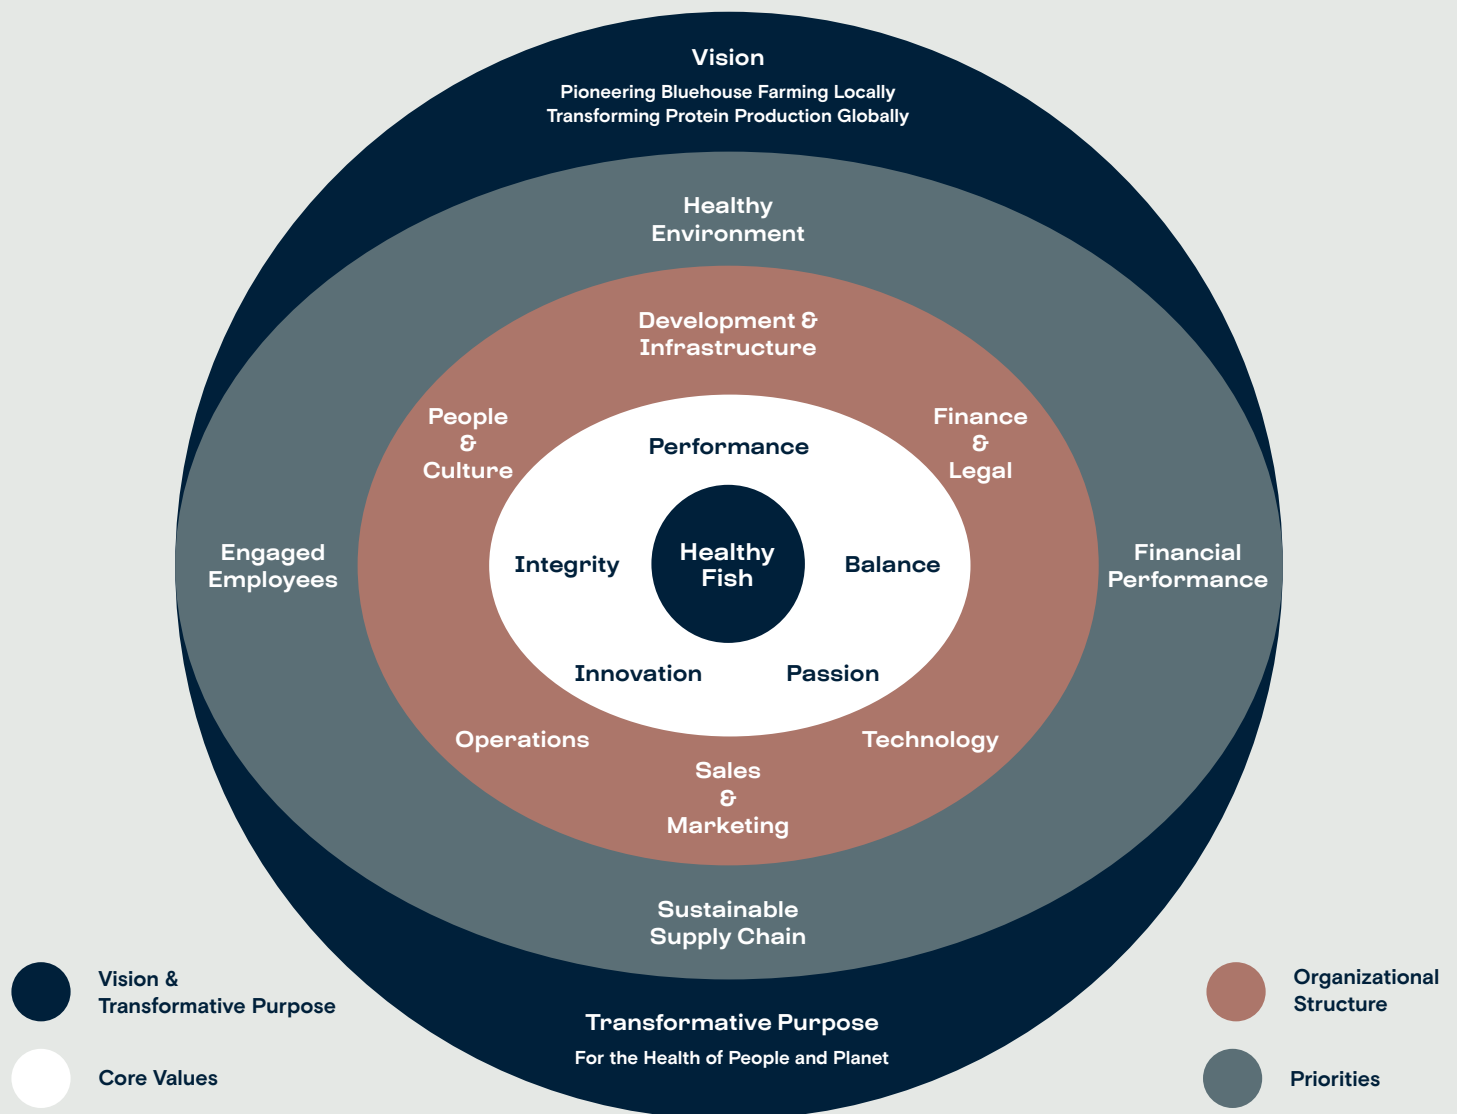 Vision
Pioneering Bluehouse Farming Locally
Transforming Protein Production Globally
Healthy
Environment
Development &
Infrastructure
People
&
Culture
Finance
&
Legal
Performance
Engaged
Employees
Integrity
Healthy
Fish
Balance
Financial
Performance
Innovation
Passion
Operations
Technology
Sales
&
Marketing
Sustainable
Supply Chain
Transformative Purpose
For the Health of People and Planet
Vision &
Transformative Purpose
Core Values
Organizational
Structure
Priorities